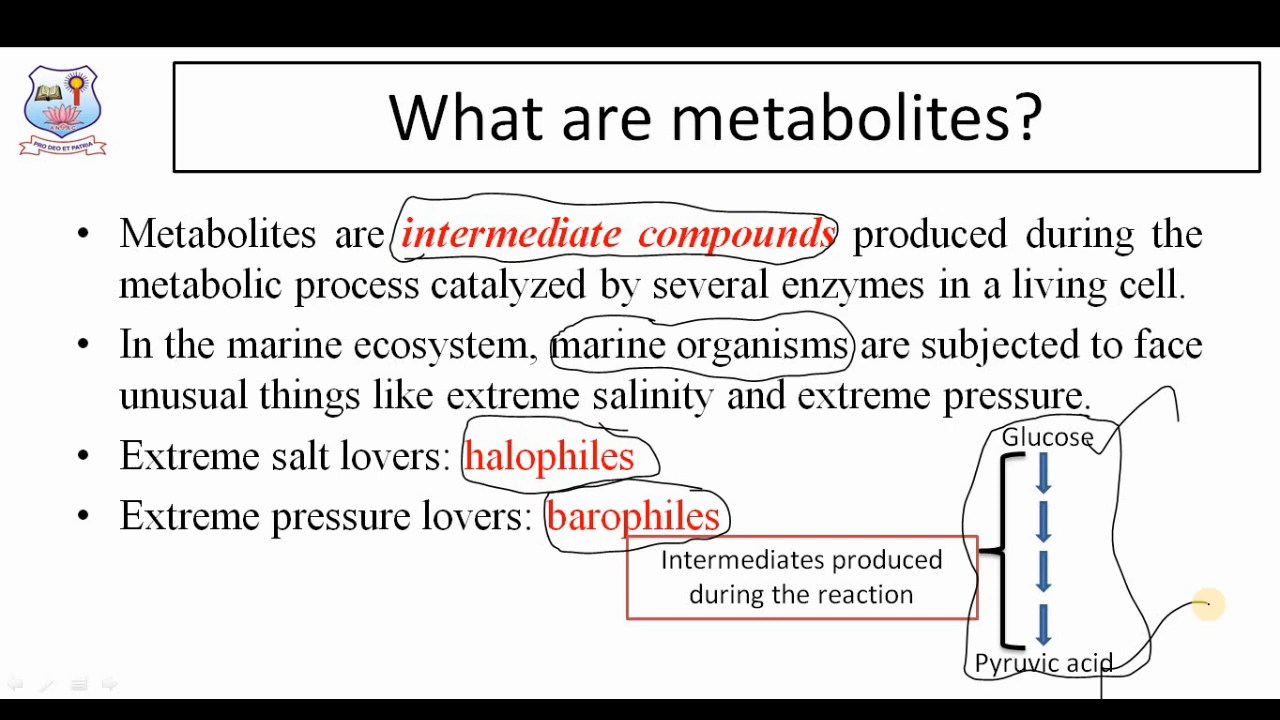 What are metabolites?
• Metabolites are intermediate compounds produced during the
metabolic process catalyzed by several enzymes in a living cell.
• In the marine ecosystem, marine organisms are subjected to face
unusual things like extreme salinity and extreme pressure.
• Extreme salt lovers: halophiles
• Extreme pressure lovers: barophiles
Glucose
Intermediates produced
during the reaction
Pyruvic acid
PRO DEO ET PATRIA